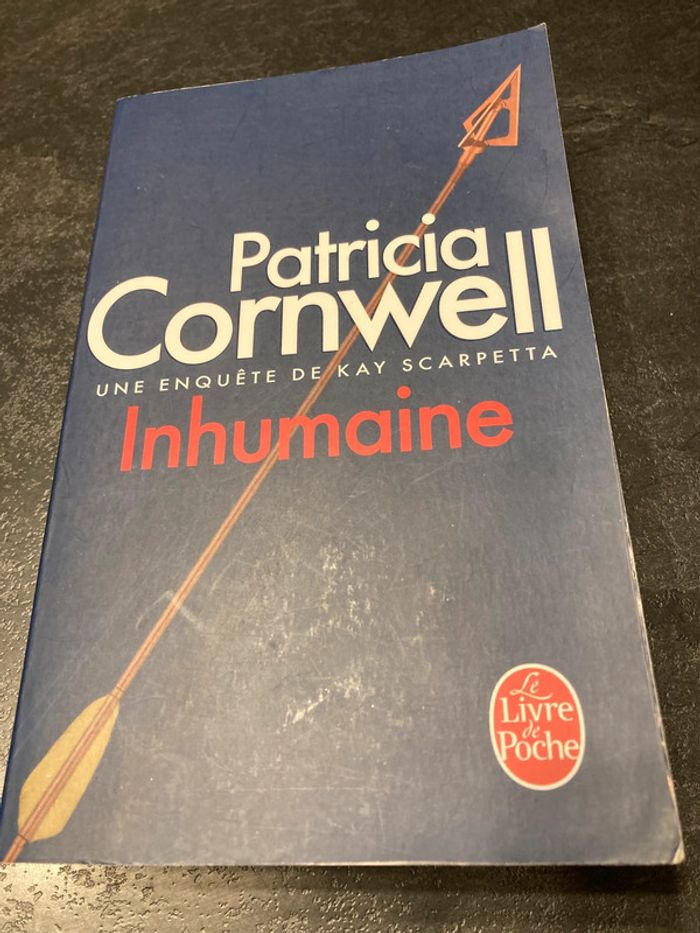 Patricia
Cornwell
UNE ENQUÊTE DE KAY SCARPETTA
Inhumaine
Le
Livre
de
Poche